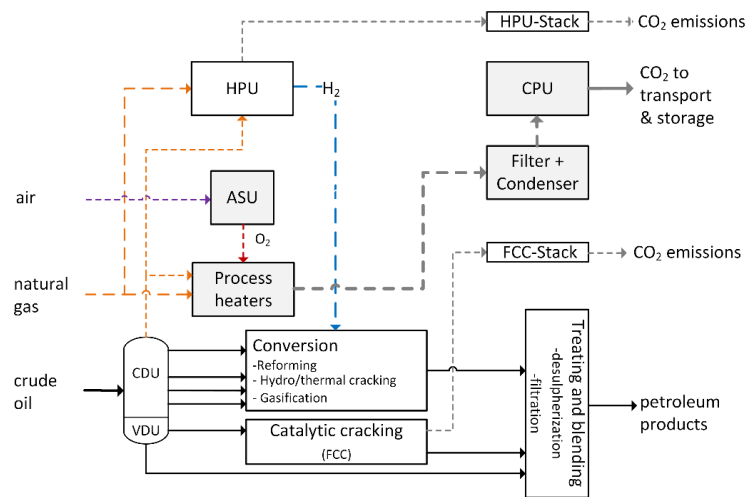 HPU-Stack
CO2 emissions
HPU
H2
CPU
CO2 to
transport
& storage
Filter +
Condenser
air
ASU
O2
FCC-Stack
CO2 emissions
natural
gas
Process
heaters
crude
oil
CDU
VDU
Conversion
-Reforming
- Hydro/thermal cracking
- Gasification
Catalytic cracking
(FCC)
Treating and blending
-desulpherization
-filtration
petroleum
products